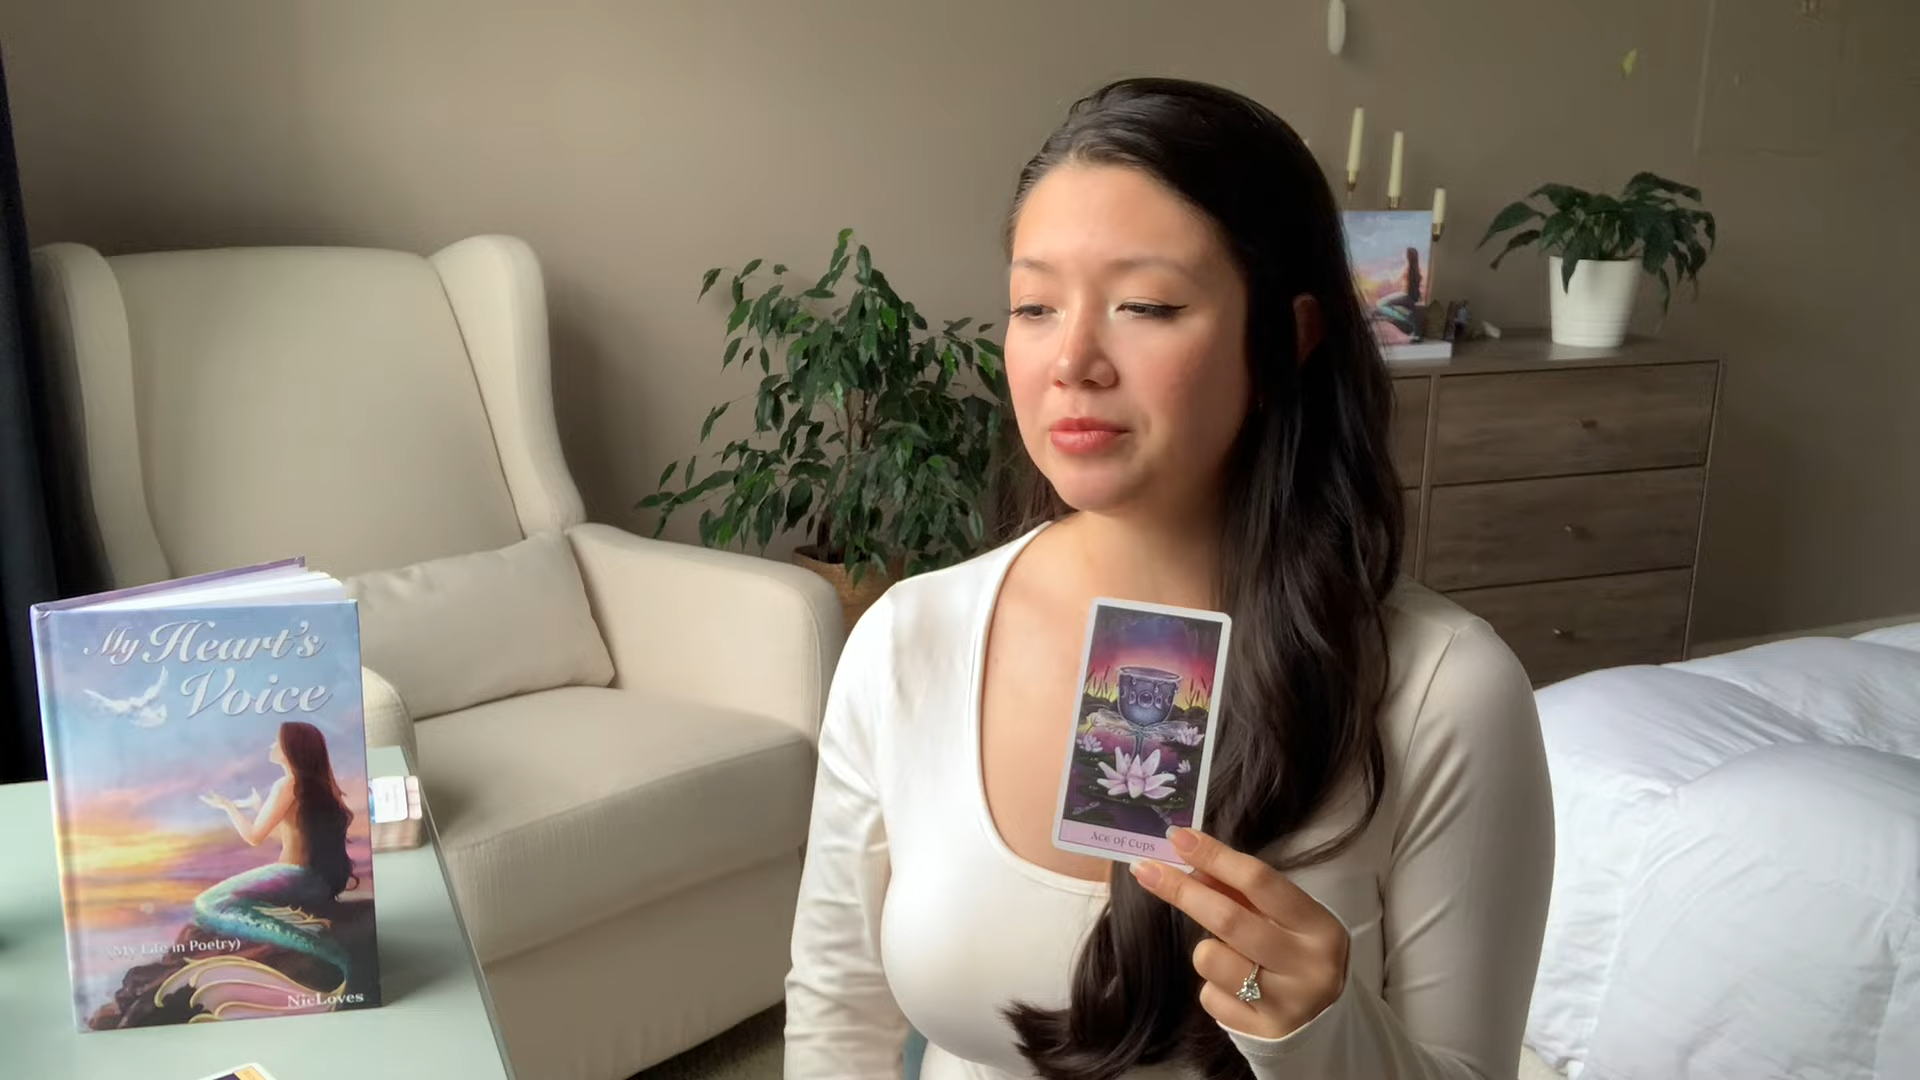 My Heart's
Voice
(My Life in Poetry)
NicLoves
Ace of Cups